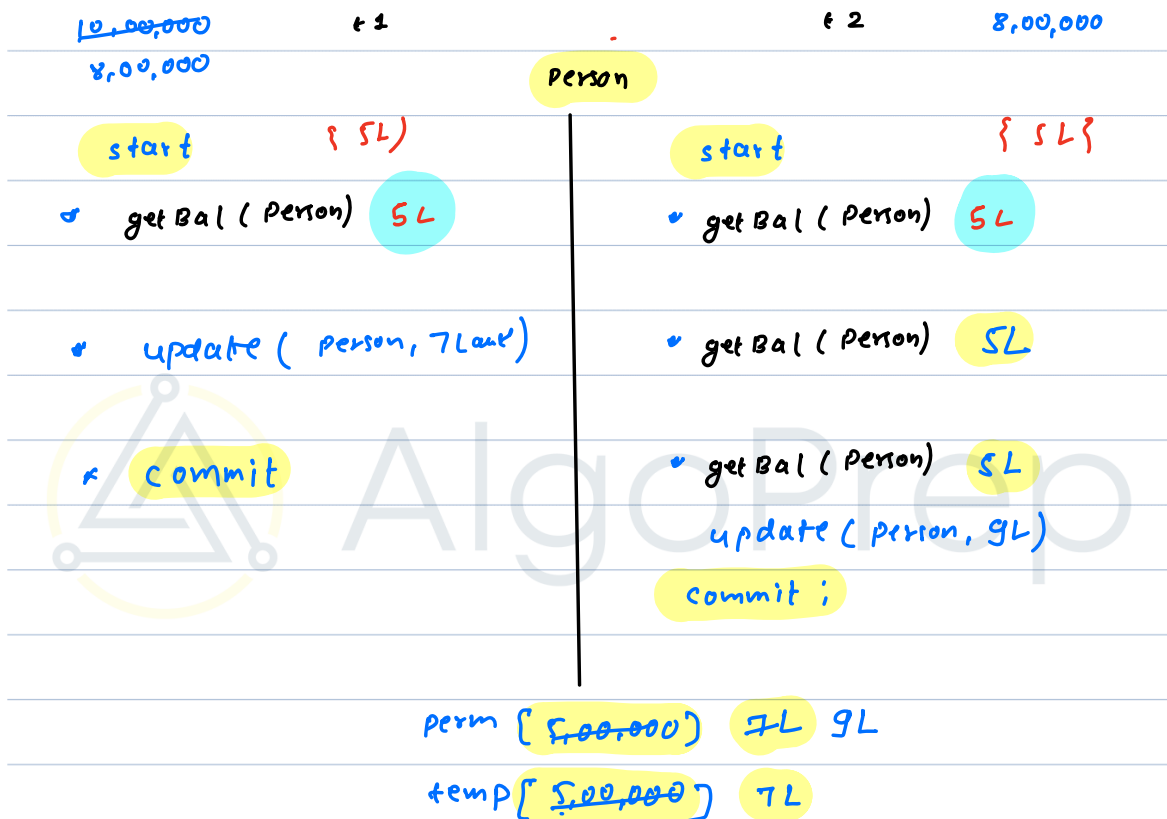 10,00,000 t1 t2 8,00,000
8,00,000
Person
start { 5L) start { 5L{
getBal ( Person) 5L getBal ( Person) 5L
update ( person, 7Lakh) getBal ( Person) 5L
commit getBal ( Person) 5L
update ( person, 9L)
commit ;
perm [ 5,00,000 ) 7L 9L
temp [ 5,00,000 ] 7L
AlgoPrep